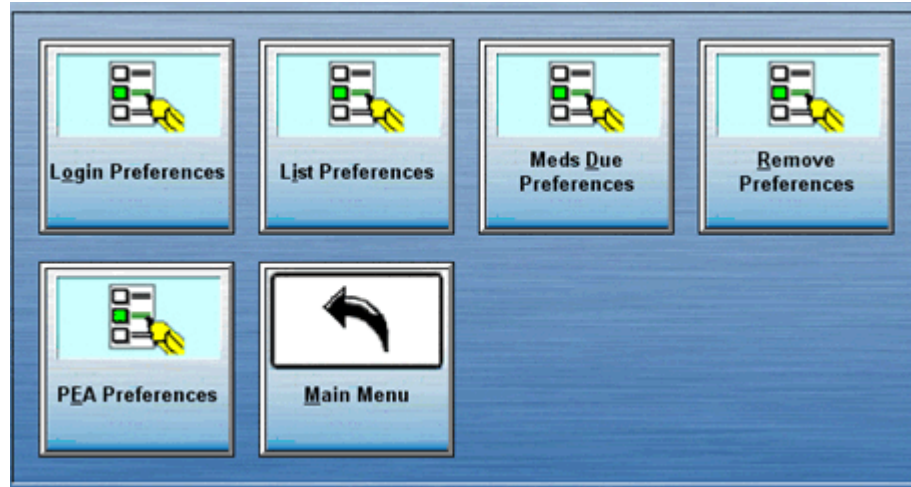 Login Preferences
List Preferences
Meds Due
Preferences
Remove
Preferences
PEA Preferences
Main Menu